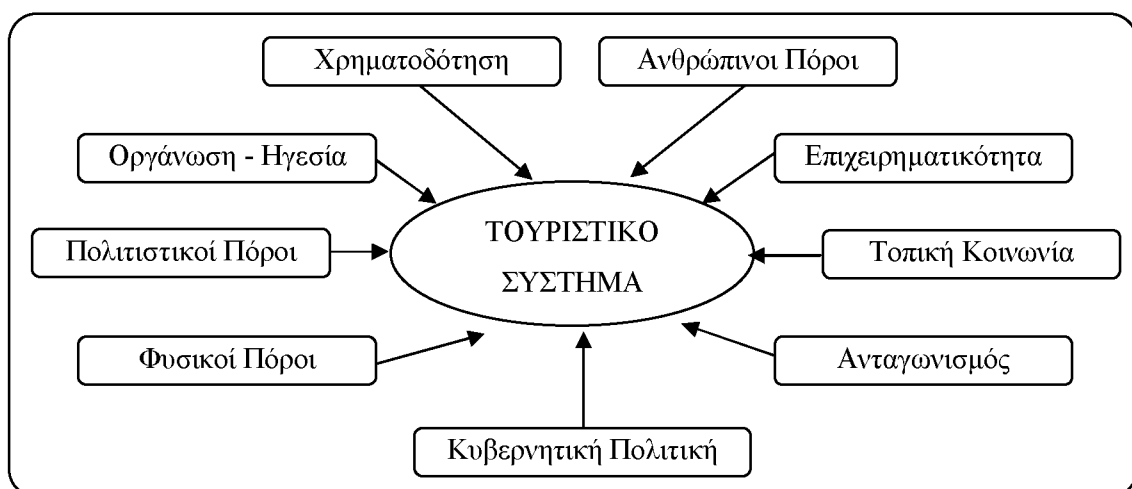 Χρηματοδότηση
Ανθρώπινοι Πόροι
Οργάνωση - Ηγεσία
Επιχειρηματικότητα
ΤΟΥΡΙΣΤΙΚΟ
ΣΥΣΤΗΜΑ
Πολιτιστικοί Πόροι
Τοπική Κοινωνία
Φυσικοί Πόροι
Ανταγωνισμός
Κυβερνητική Πολιτική